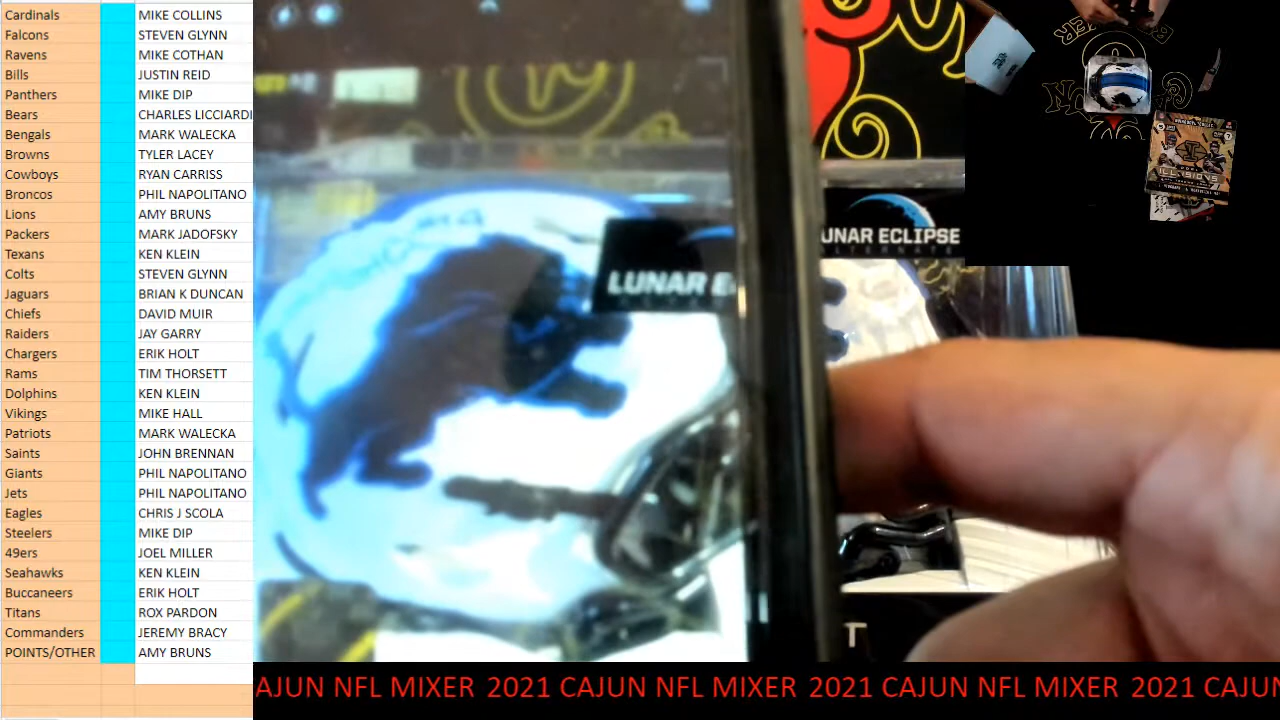 Cardinals MIKE COLLINS
Falcons STEVEN GLYNN
Ravens MIKE COTHAN
Bills JUSTIN REID
Panthers MIKE DIP
Bears CHARLES LICCIARDI
Bengals MARK WALECKA
Browns TYLER LACEY
Cowboys RYAN CARRISS
Broncos PHIL NAPOLITANO
Lions AMY BRUNS
Packers MARK JADOFSKY
Texans KEN KLEIN
Colts STEVEN GLYNN
Jaguars BRIAN K DUNCAN
Chiefs DAVID MUIR
Raiders JAY GARRY
Chargers ERIK HOLT
Rams TIM THORSETT
Dolphins KEN KLEIN
Vikings MIKE HALL
Patriots MARK WALECKA
Saints JOHN BRENNAN
Giants PHIL NAPOLITANO
Jets PHIL NAPOLITANO
Eagles CHRIS J SCOLA
Steelers MIKE DIP
49ers JOEL MILLER
Seahawks KEN KLEIN
Buccaneers ERIK HOLT
Titans ROX PARDON
Commanders JEREMY BRACY
POINTS/OTHER AMY BRUNS
LUNAR E
UNAR ECLIPSE
LTERNATE
T
ILLUSIONS
AJUN NFL MIXER 2021 CAJUN NFL MIXER 2021 CAJUN NFL MIXER 2021 CAJUN